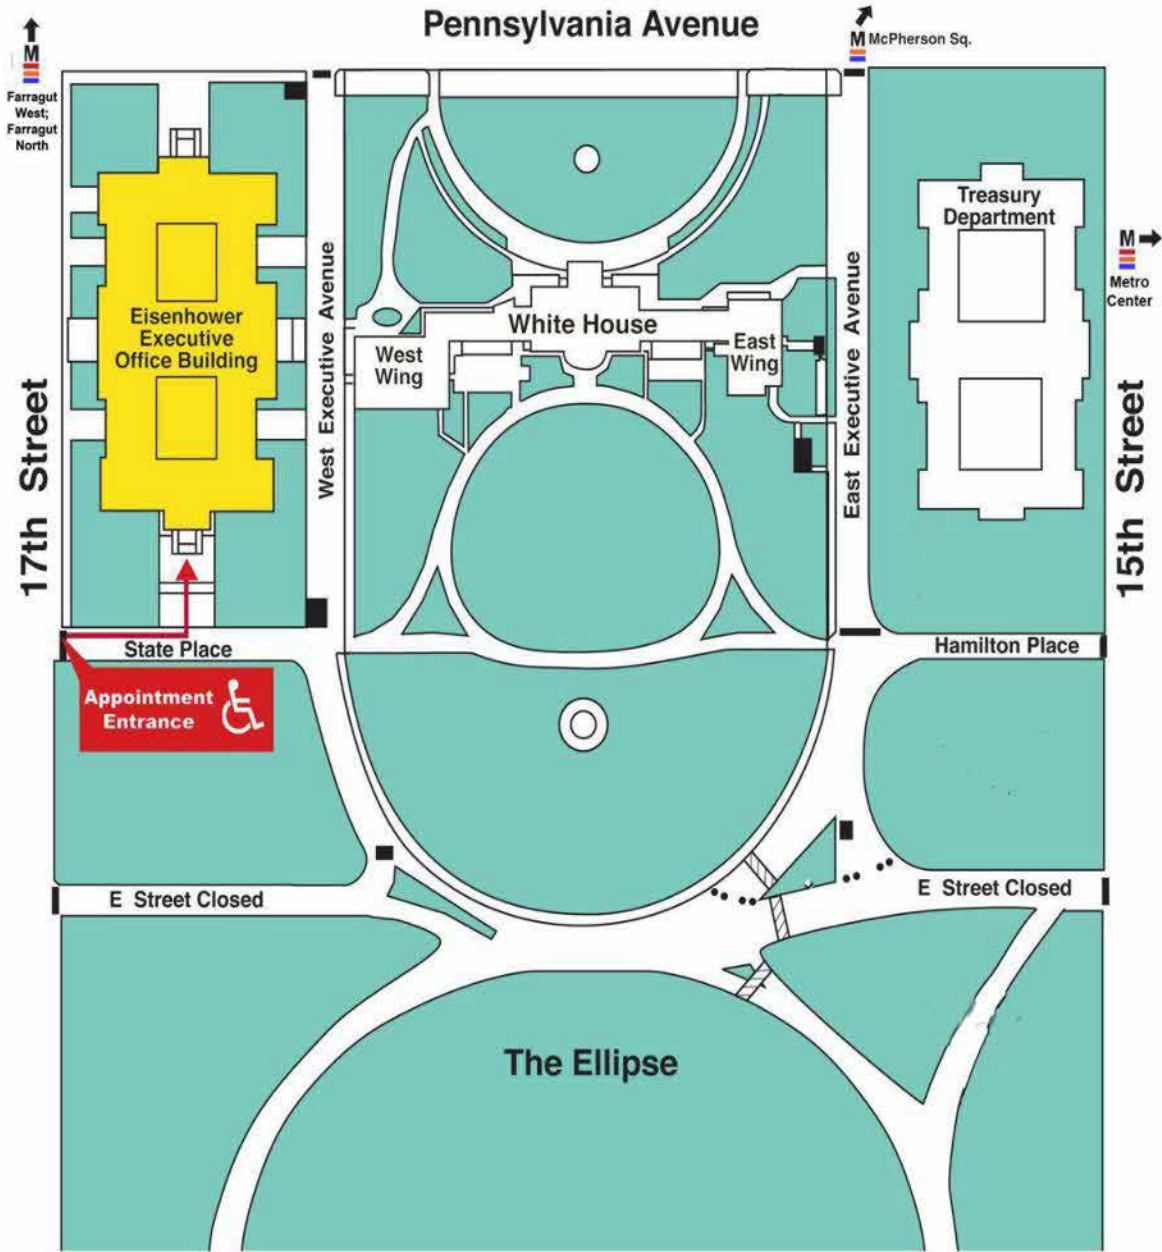 Pennsylvania Avenue
M
McPherson Sq.
M
Farragut
West;
Farragut
North
Treasury
Department
M
Metro
Center
Eisenhower
Executive
Office Building
West Executive Avenue
White House
West
Wing
East
Wing
East Executive Avenue
17th Street
15th Street
State Place
Hamilton Place
Appointment
Entrance
E Street Closed
E Street Closed
The Ellipse